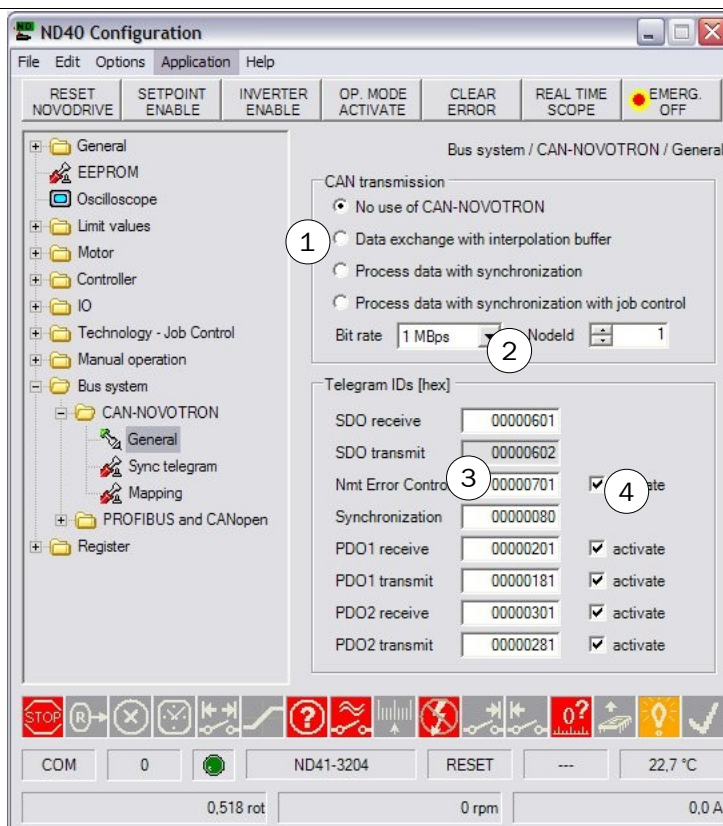 ND40 Configuration
File Edit Options Application Help
RESET NOVODRIVE
SETPOINT ENABLE
INVERTER ENABLE
OP. MODE ACTIVATE
CLEAR ERROR
REAL TIME SCOPE
EMERG. OFF
General
EEPROM
Oscilloscope
Limit values
Motor
Controller
IO
Technology - Job Control
Manual operation
Bus system
CAN-NOVOTRON
General
Sync telegram
Mapping
PROFIBUS and CANopen
Register
Bus system / CAN-NOVOTRON / General
CAN transmission
No use of CAN-NOVOTRON
1
Data exchange with interpolation buffer
Process data with synchronization
Process data with synchronization with job control
Bit rate 1 MBps 2 NodeId 1
Telegram IDs [hex]
SDO receive 00000601
SDO transmit 00000602
Nmt Error Contro 3 00000701 4 ate
Synchronization 00000080
PDO1 receive 00000201 activate
PDO1 transmit 00000181 activate
PDO2 receive 00000301 activate
PDO2 transmit 00000281 activate
STOP R ? 0?
COM 0 ND41-3204 RESET --- 22,7 °C
0,518 rot 0 rpm 0,0 A